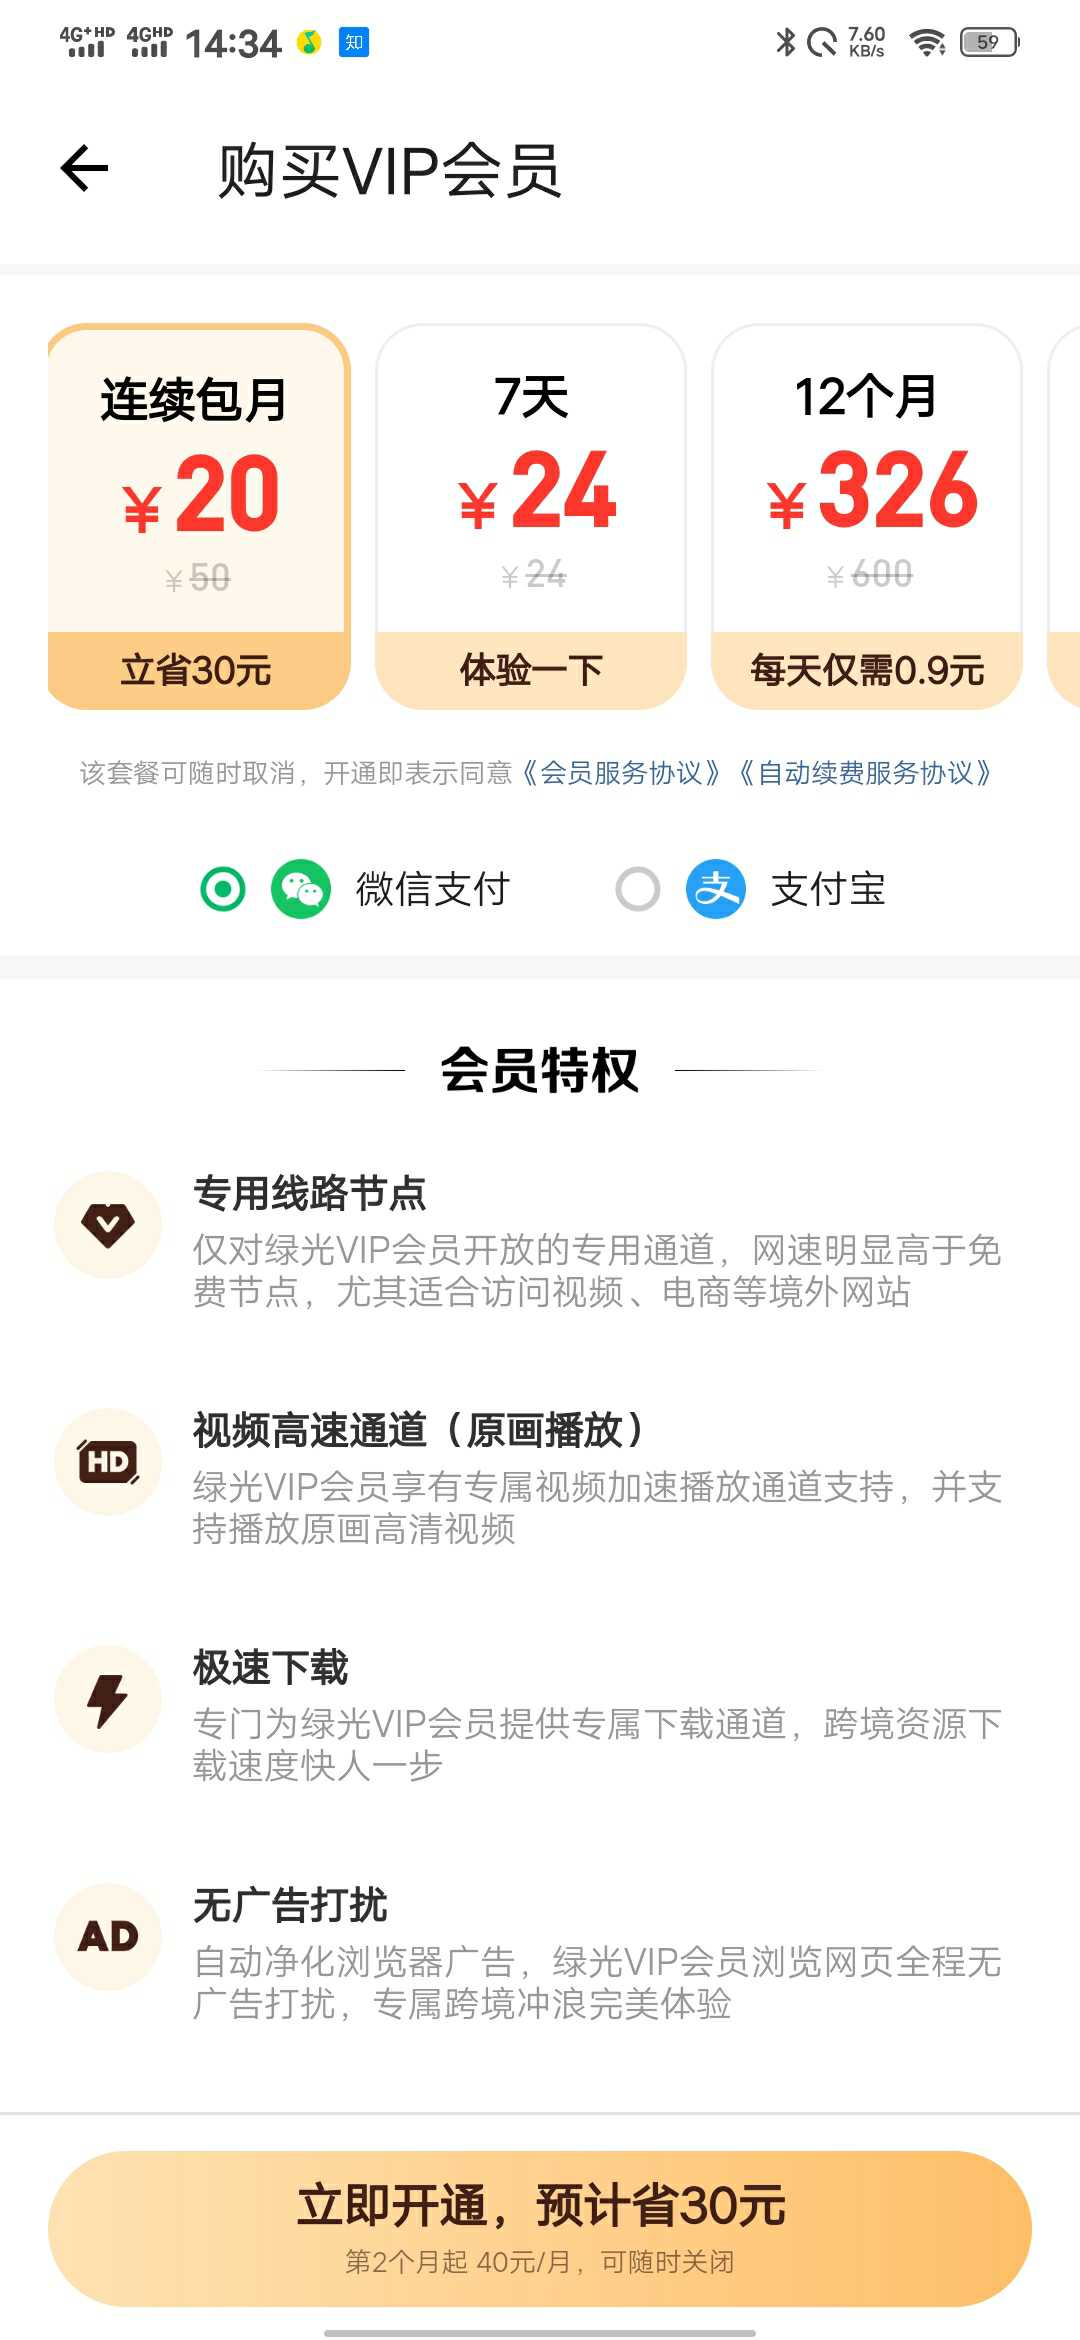 4G+HD 4GHD 14:34 知 7.60 KB/s 59
购买VIP会员
连续包月 7天 12个月
¥20 ¥24 ¥326
¥50 ¥24 ¥600
立省30元 体验一下 每天仅需0.9元
该套餐可随时取消，开通即表示同意《会员服务协议》《自动续费服务协议》
微信支付 支 支付宝
会员特权
专用线路节点
仅对绿光VIP会员开放的专用通道，网速明显高于免
费节点，尤其适合访问视频、电商等境外网站
HD
视频高速通道（原画播放）
绿光VIP会员享有专属视频加速播放通道支持，并支
持播放原画高清视频
极速下载
专门为绿光VIP会员提供专属下载通道，跨境资源下
载速度快人一步
AD
无广告打扰
自动净化浏览器广告，绿光VIP会员浏览网页全程无
广告打扰，专属跨境冲浪完美体验
立即开通，预计省30元
第2个月起 40元/月，可随时关闭